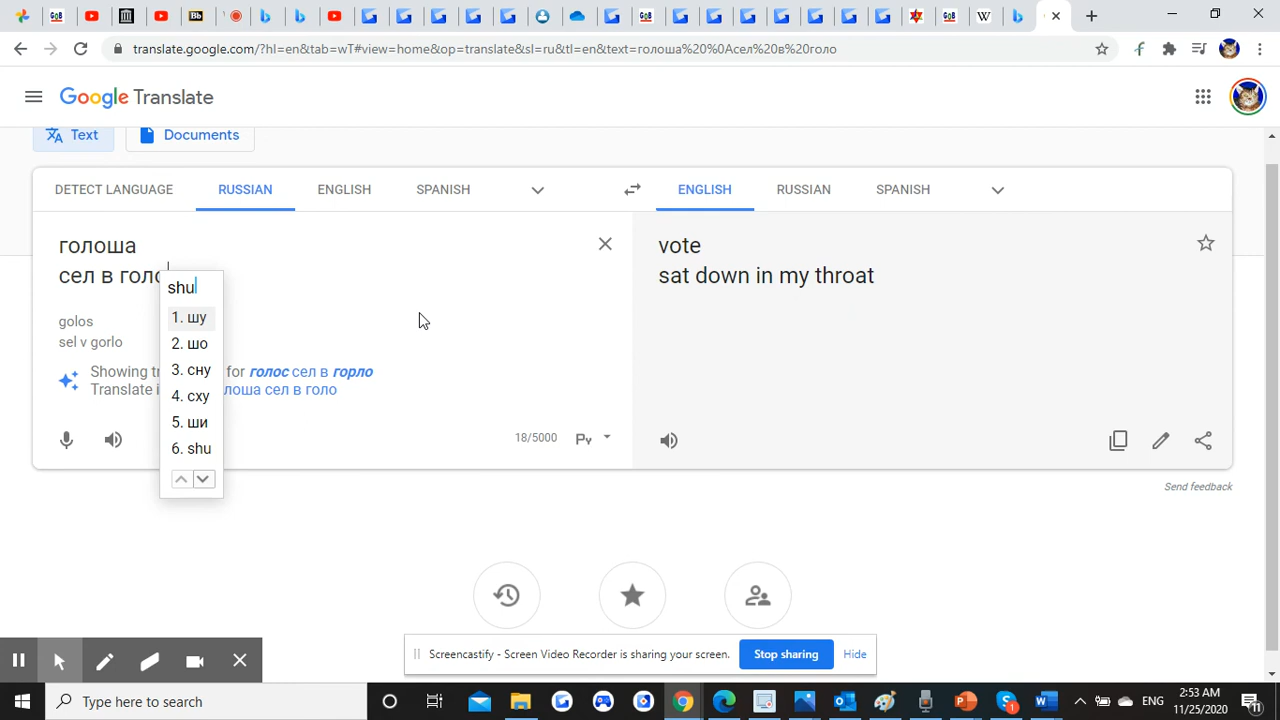 translate.google.com/?hl=en&tab=wT#view=home&op=translate&sl=ru&tl=en&text=голоша%20%0Aсел%20в%20голо
Google Translate
Text
Documents
DETECT LANGUAGE RUSSIAN ENGLISH SPANISH
ENGLISH RUSSIAN SPANISH
голоша
сел в голо
vote
sat down in my throat
shu
1. шу
2. шо
3. сну
4. сху
5. ши
6. shu
golos
sel v gorlo
Showing tr for голос сел в горло
Translate i лоша сел в голо
18/5000
Send feedback
Screencastify - Screen Video Recorder is sharing your screen.
Stop sharing
Hide
Type here to search
ENG
2:53 AM
11/25/2020